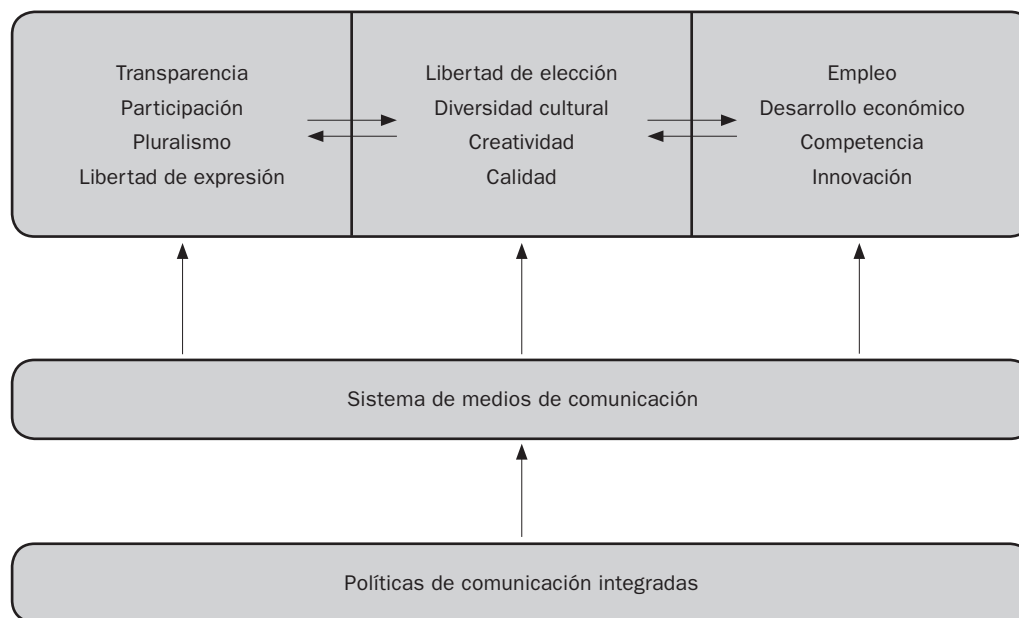 Transparencia
Participación
Pluralismo
Libertad de expresión
Libertad de elección
Diversidad cultural
Creatividad
Calidad
Empleo
Desarrollo económico
Competencia
Innovación
Sistema de medios de comunicación
Políticas de comunicación integradas